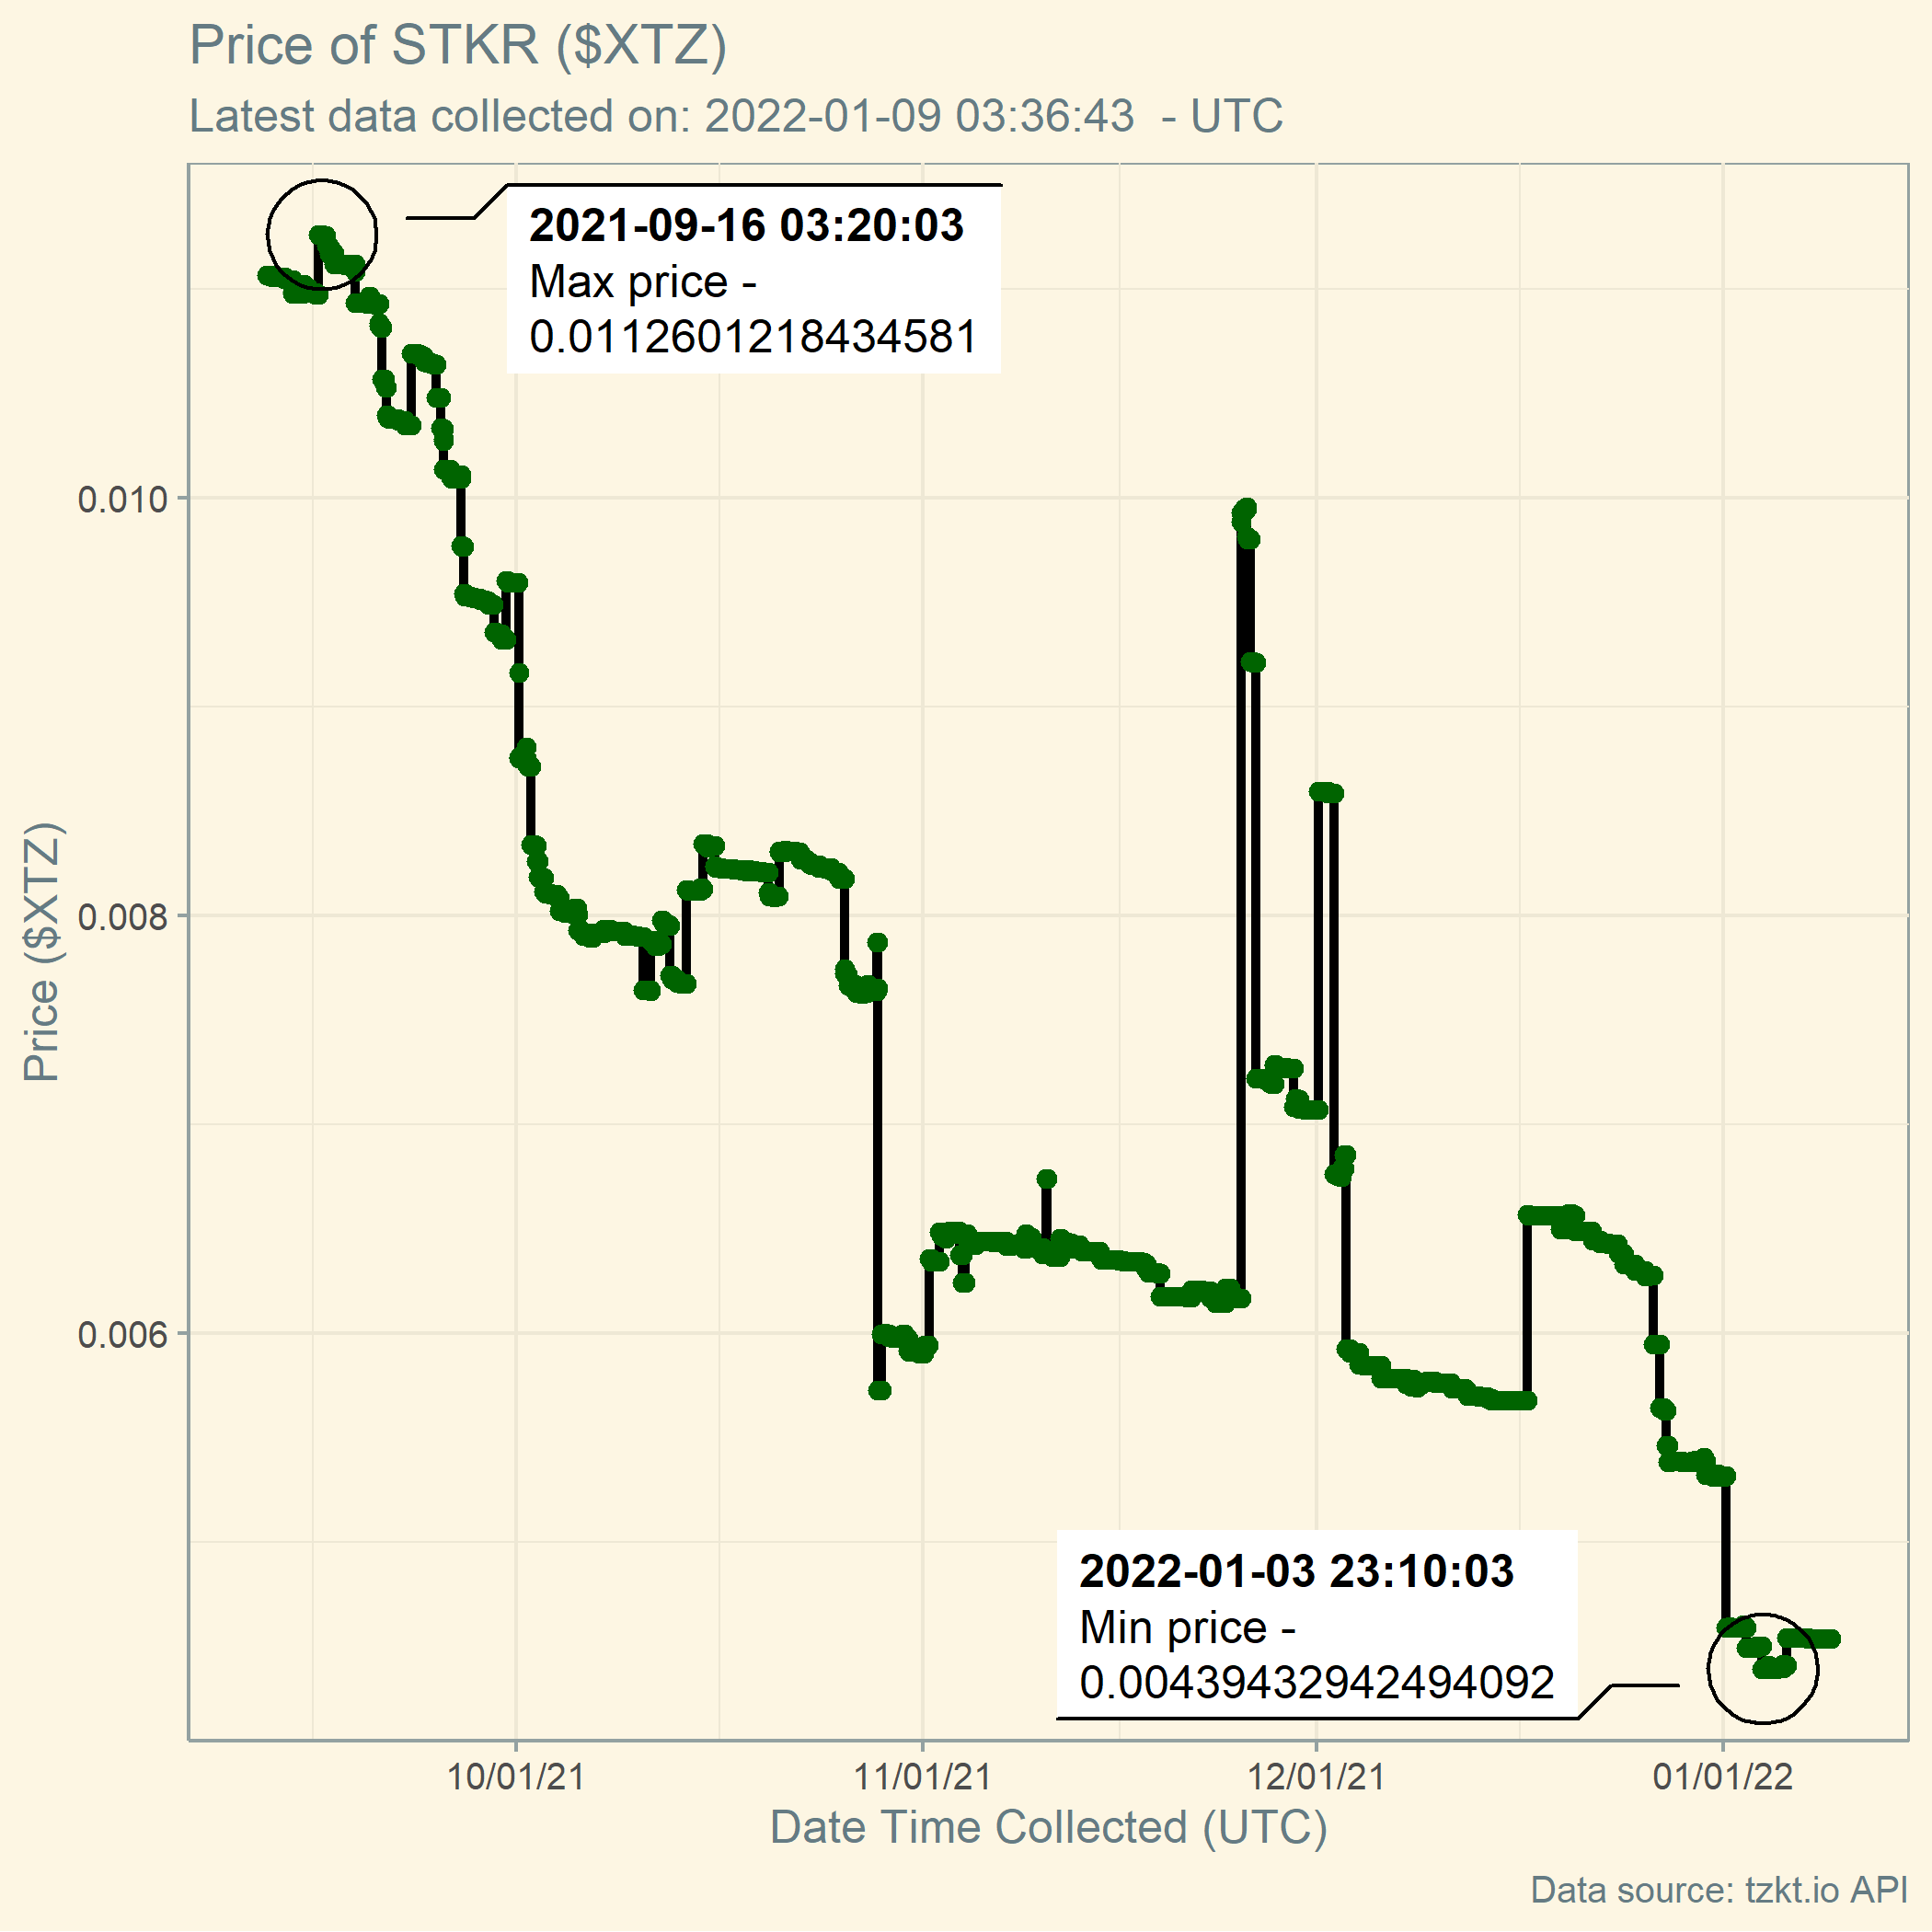 Price of STKR ($XTZ)
Latest data collected on: 2022-01-09 03:36:43  - UTC
2021-09-16 03:20:03
Max price -
0.0112601218434581
0.010
0.008
0.006
Price ($XTZ)
2022-01-03 23:10:03
Min price -
0.00439432942494092
10/01/21
11/01/21
12/01/21
01/01/22
Date Time Collected (UTC)
Data source: tzkt.io API